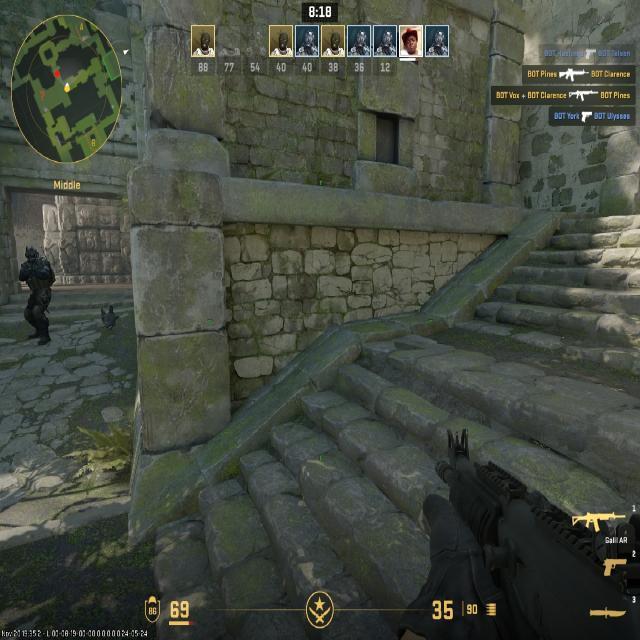 8:18
88 77 54 40 40 38 36 12
A
B
Middle
BOT Pines BOT Clarence
BOT Vox + BOT Clarence BOT Pines
BOT York BOT Ulysses
1
Galil AR
2
3
86 69
35 90